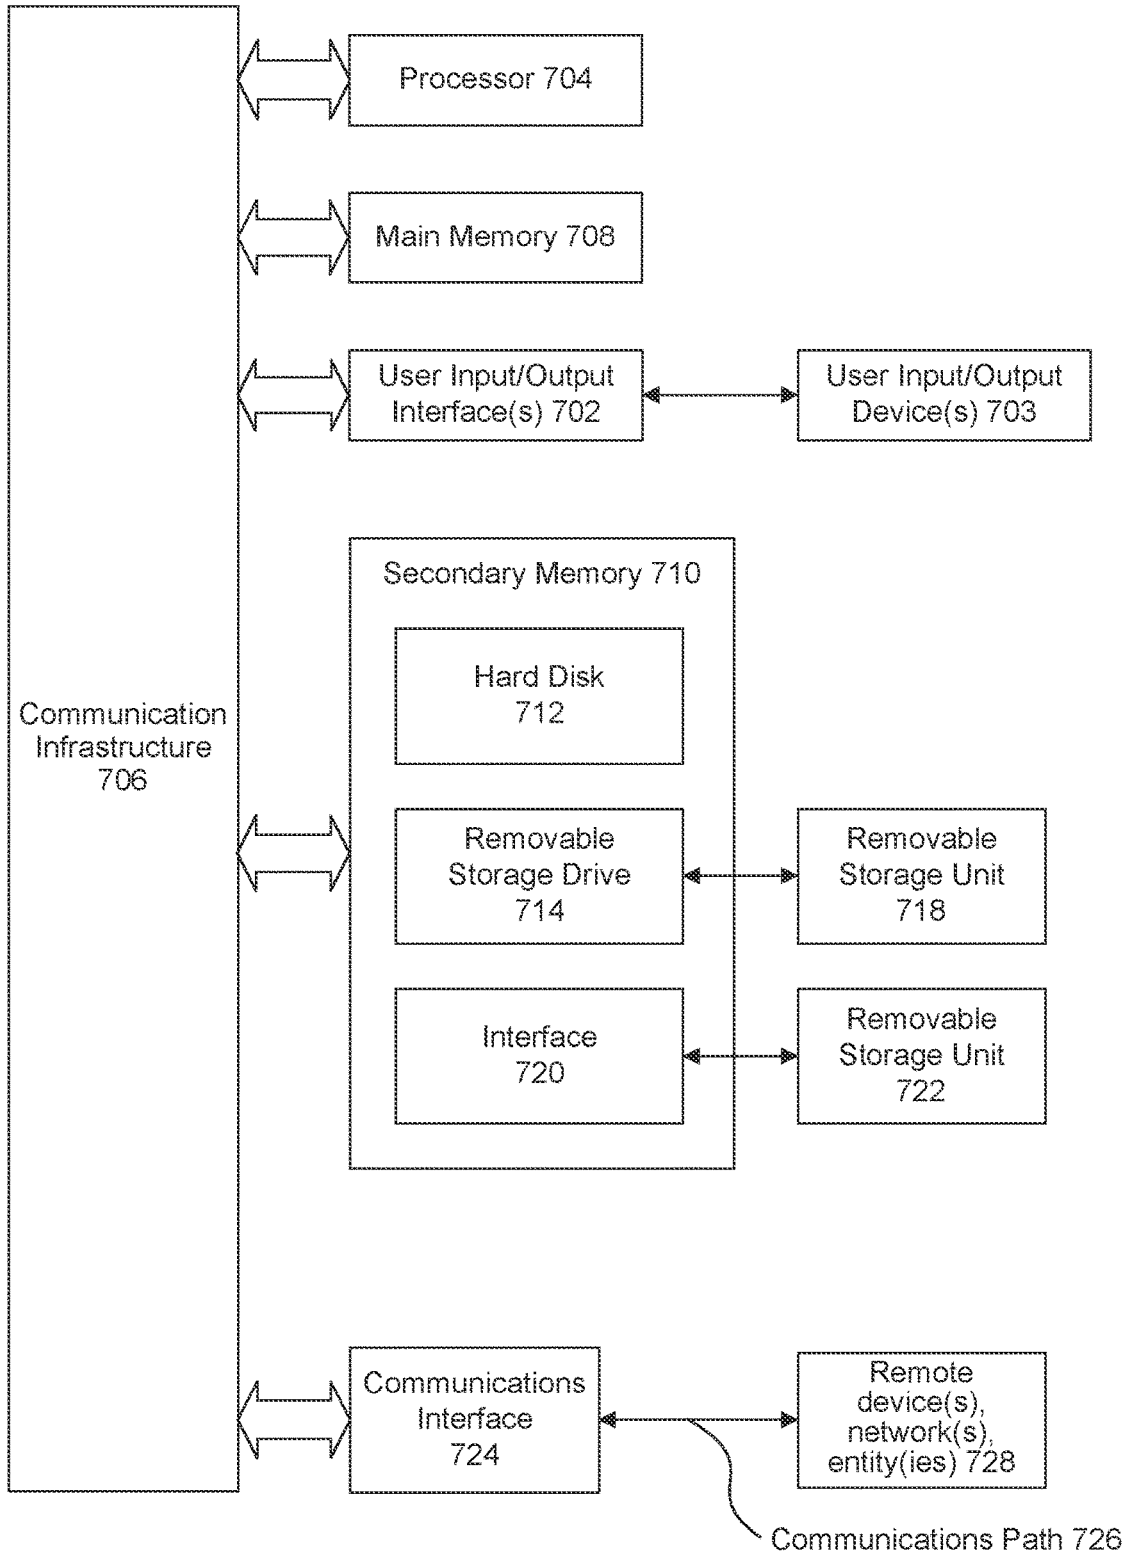 Processor 704
Main Memory 708
User Input/Output
Interface(s) 702
User Input/Output
Device(s) 703
Secondary Memory 710
Hard Disk
712
Communication
Infrastructure
706
Removable
Storage Drive
714
Removable
Storage Unit
718
Interface
720
Removable
Storage Unit
722
Communications
Interface
724
Remote
device(s),
network(s),
entity(ies) 728
Communications Path 726